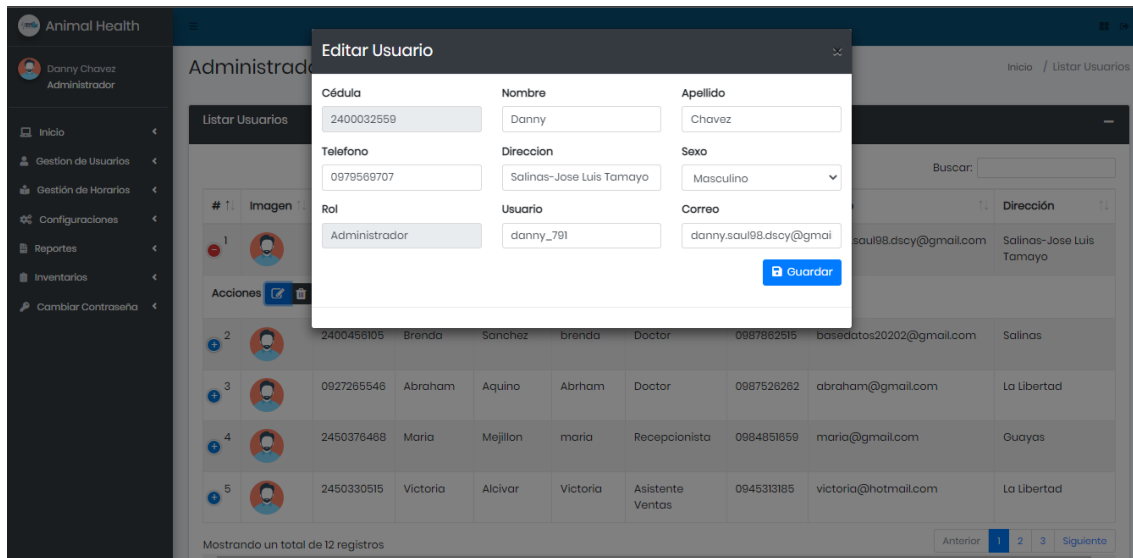 Animal Health
Danny Chavez
Administrador
Inicio
Gestion de Usuarios
Gestión de Horarios
Configuraciones
Reportes
Inventarios
Cambiar Contraseña
Inicio / Listar Usuarios
Listar Usuarios
Editar Usuario
×
Cédula Nombre Apellido
2400032559 Danny Chavez
Telefono Direccion Sexo
0979569707 Salinas-Jose Luis Tamayo Masculino
Rol Usuario Correo
Administrador danny_791 danny.saul98.dscy@gmai
Guardar
Buscar:
# Imagen Dirección
1 saul98.dscy@gmail.com Salinas-Jose Luis
Tamayo
Acciones
2 2400456105 Brenda Sanchez brenda Doctor 0987862515 basedatos20202@gmail.com Salinas
3 0927265546 Abraham Aquino Abrham Doctor 0987526262 abraham@gmail.com La Libertad
4 2450376468 Maria Mejillon maria Recepcionista 0984851659 maria@gmail.com Guayas
5 2450330515 Victoria Alcivar Victoria Asistente 0945313185 victoria@hotmail.com La Libertad
Ventas
Mostrando un total de 12 registros
Anterior 1 2 3 Siguiente